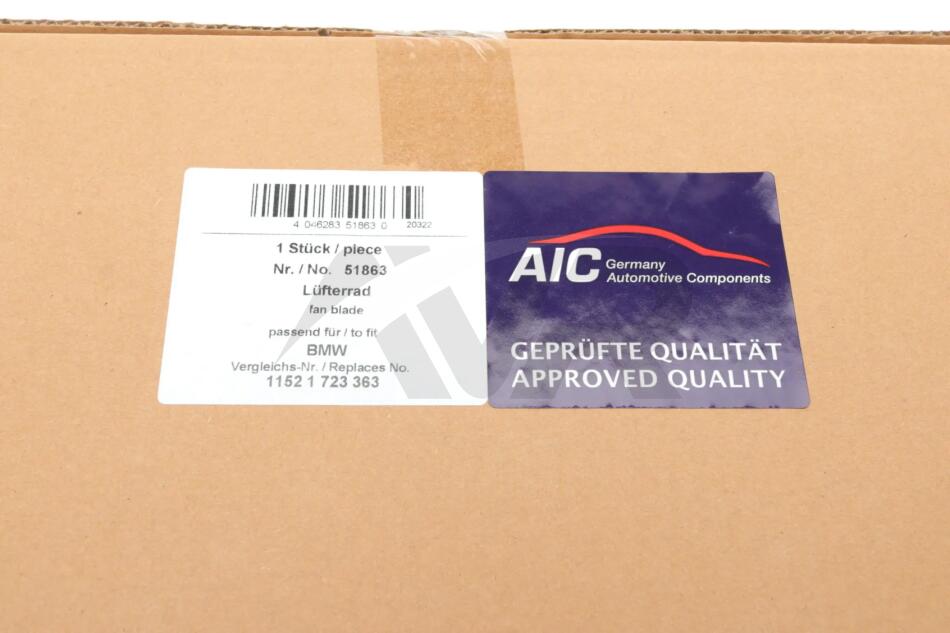 4 046283 51863 0 20322
1 Stück / piece
Nr. / No. 51863
Lüfterrad
fan blade
passend für / to fit
BMW
Vergleichs-Nr. / Replaces No.
1152 1 723 363
AIC Germany
Automotive Components
GEPRÜFTE QUALITÄT
APPROVED QUALITY